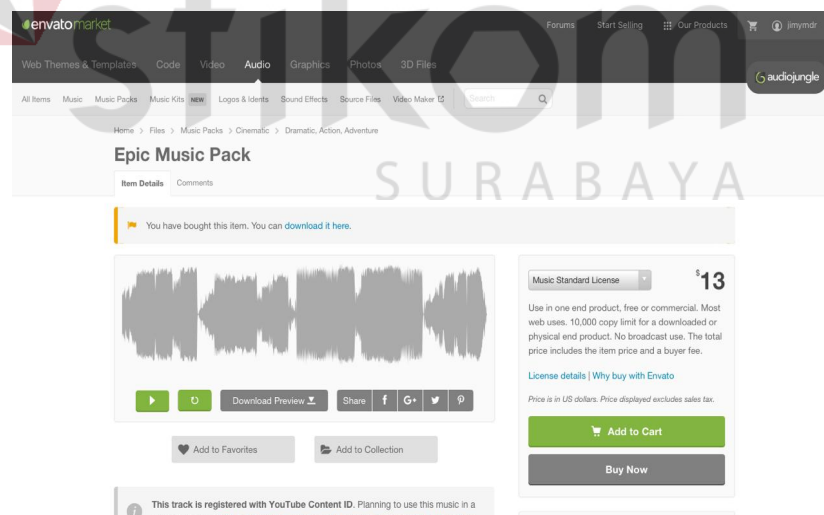 envatomarket
Forums Start Selling Our Products jimymdr
Web Themes & Templates Code Video Audio Graphics Photos 3D Files
audiojungle
All Items Music Music Packs Music Kits NEW Logos & Idents Sound Effects Source Files Video Maker Search
Home > Files > Music Packs > Cinematic > Dramatic, Action, Adventure
Epic Music Pack
Item Details Comments
You have bought this item. You can download it here.
Music Standard License $13
Use in one end product, free or commercial. Most
web uses. 10,000 copy limit for a downloaded or
physical end product. No broadcast use. The total
price includes the item price and a buyer fee.
License details | Why buy with Envato
Price is in US dollars. Price displayed excludes sales tax.
Download Preview Share f G+
Add to Cart
Add to Favorites Add to Collection
Buy Now
This track is registered with YouTube Content ID. Planning to use this music in a
stikom
SURABAYA